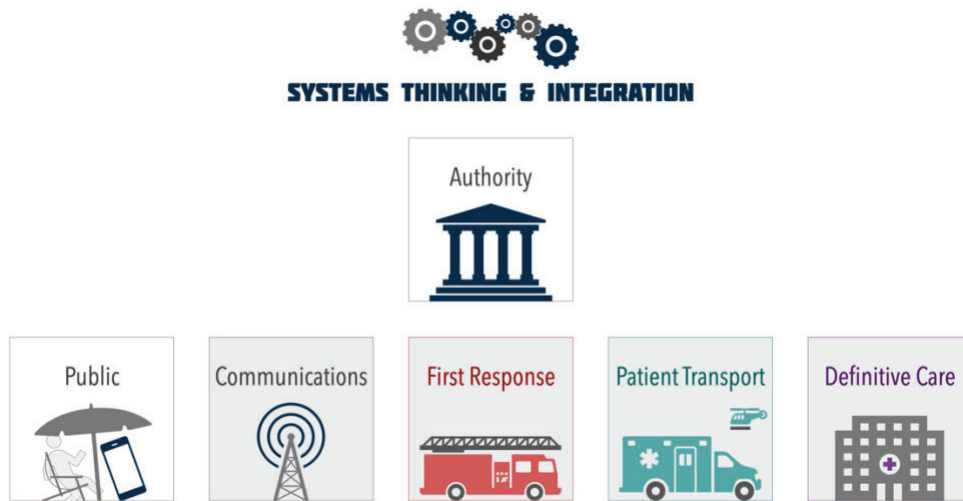 SYSTEMS THINKING & INTEGRATION
Authority
Public
Communications
First Response
Patient Transport
Definitive Care